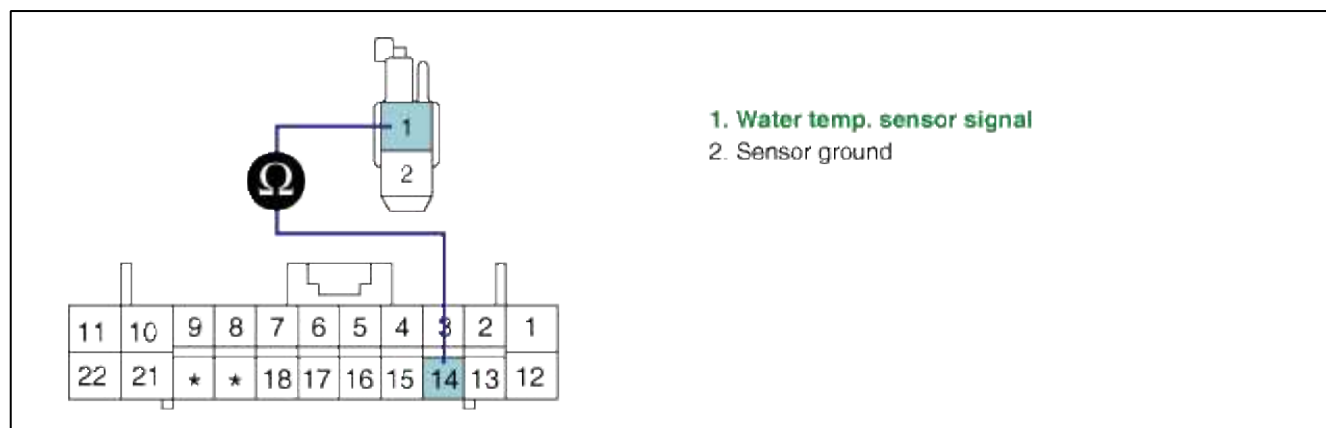 1
1. Water temp. sensor signal
2. Sensor ground
2
Ω
11 10 9 8 7 6 5 4 3 2 1
22 21 * * 18 17 16 15 14 13 12